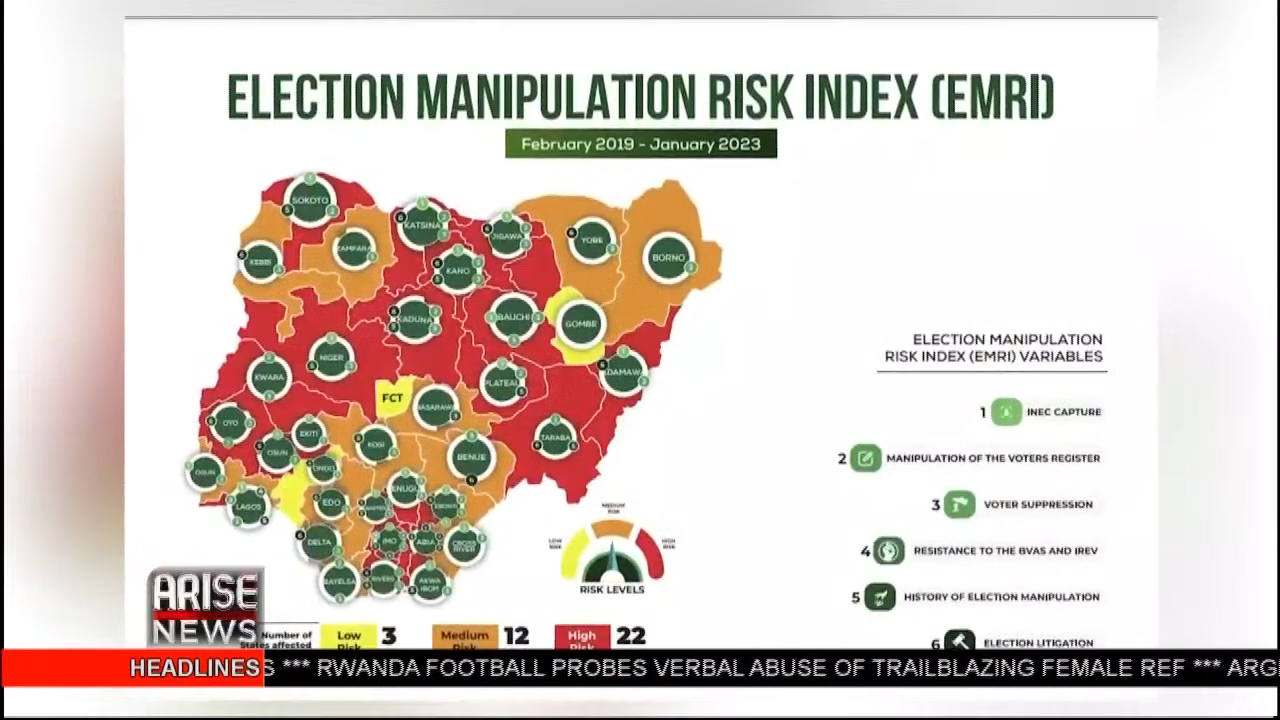 ELECTION MANIPULATION RISK INDEX (EMRI)
February 2019 - January 2023
SOKOTO
KATSINA
JIGAWA
YOBE
BORNO
KEBBI
ZAMFARA
KANO
KADUNA
BAUCHI
GOMBE
NIGER
KWARA
PLATEAU
ADAMAW
FCT
NASARAWA
OYO
EKITI
OSUN
KOGI
TARABA
BENUE
OSUN
ONDO
LAGOS
EDO
ENUGU
DELTA
IMO
ABIA
CROSS RIVER
BAYELSA
RIVERS
AKWA IBOM
LOW RISK
MEDIUM RISK
HIGH RISK
RISK LEVELS
ELECTION MANIPULATION
RISK INDEX (EMRI) VARIABLES
1 INEC CAPTURE
2 MANIPULATION OF THE VOTERS REGISTER
3 VOTER SUPPRESSION
4 RESISTANCE TO THE BVAS AND IREV
5 HISTORY OF ELECTION MANIPULATION
6 ELECTION LITIGATION
Number of
States affected
Low Risk 3
Medium Risk 12
High Risk 22
ARISE
NEWS
HEADLINES
S *** RWANDA FOOTBALL PROBES VERBAL ABUSE OF TRAILBLAZING FEMALE REF *** ARG